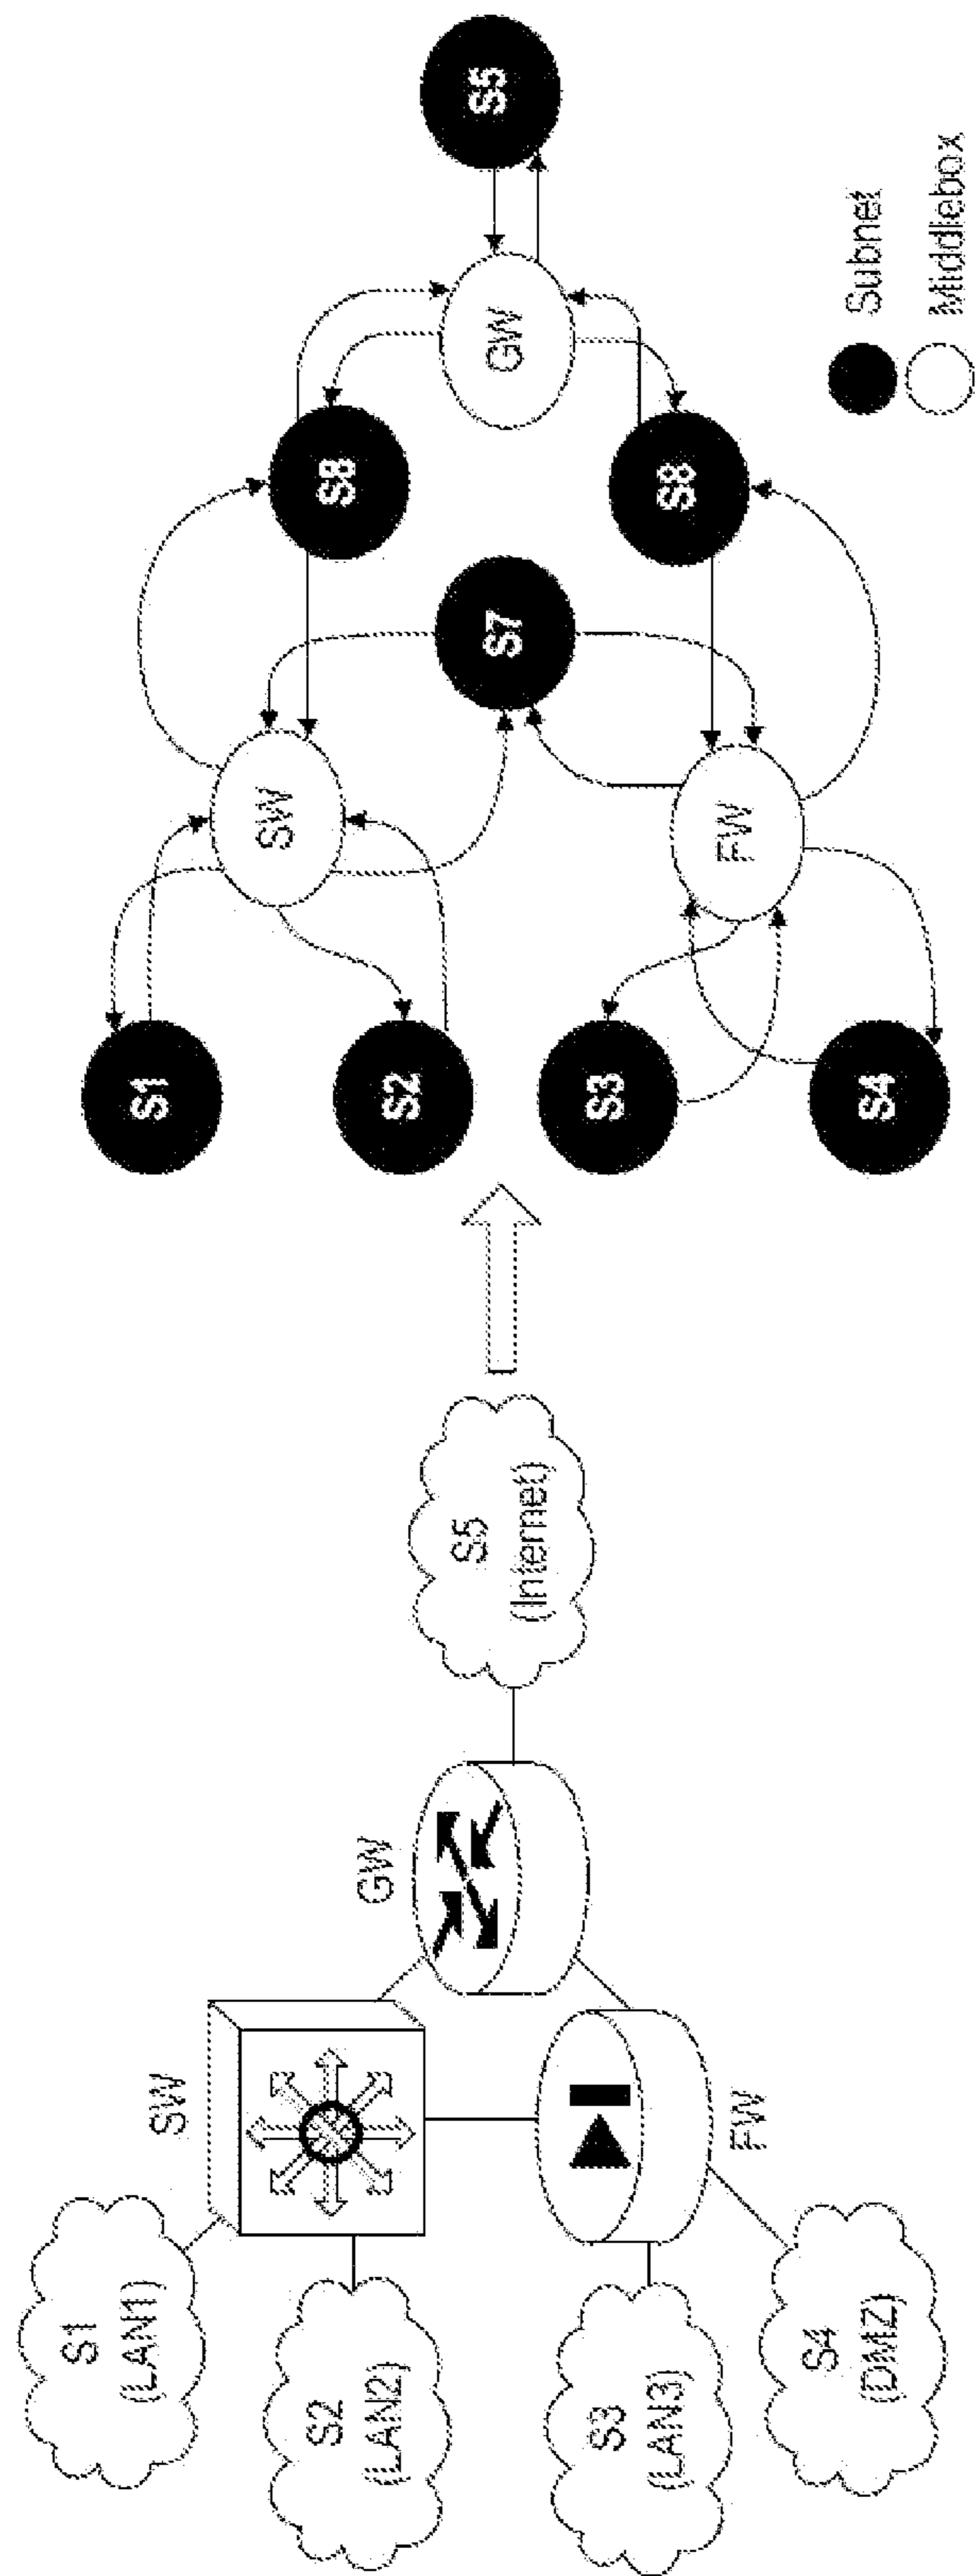 S1
(LAN1)
S2
(LAN2)
S3
(LAN3)
S4
(DMZ)
SW
FW
GW
S5
(Internet)
S1
S2
S3
S4
SW
FW
S7
S8
S8
GW
S5
Subnet
Middlebox